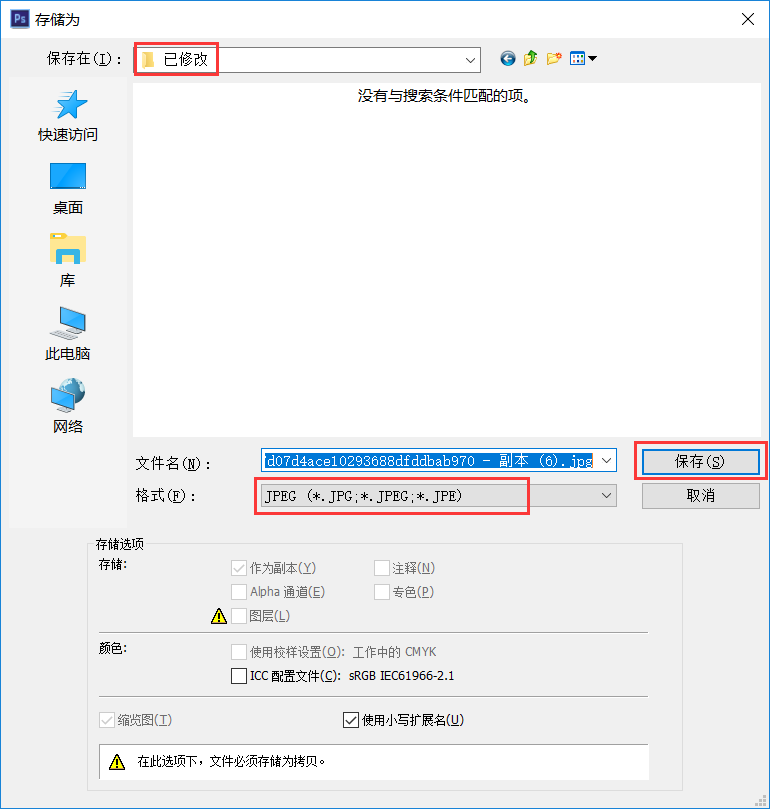 Ps 存储为
保存在(I)： 已修改
没有与搜索条件匹配的项。
快速访问
桌面
库
此电脑
网络
文件名(N)： d07d4ace10293688dfddbab970 - 副本 (6).jpg 保存(S)
格式(F)： JPEG (*.JPG;*.JPEG;*.JPE) 取消
存储选项
存储: 作为副本(Y) 注释(N)
Alpha 通道(E) 专色(P)
图层(L)
颜色: 使用校样设置(O): 工作中的 CMYK
ICC 配置文件(C): sRGB IEC61966-2.1
缩览图(T) 使用小写扩展名(U)
在此选项下，文件必须存储为拷贝。